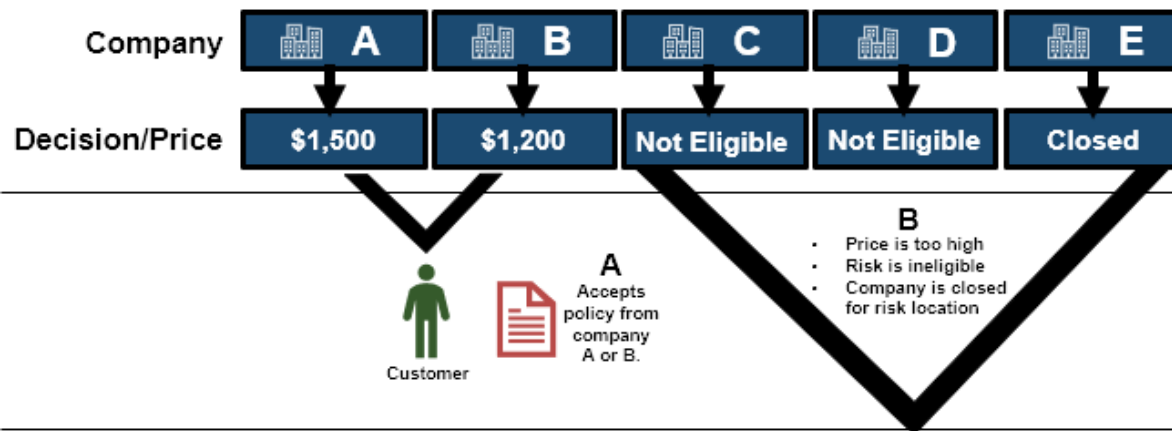 Company
A
B
C
D
E
Decision/Price
$1,500
$1,200
Not Eligible
Not Eligible
Closed
Customer
A
Accepts
policy from
company
A or B.
B
• Price is too high
• Risk is ineligible
• Company is closed
for risk location